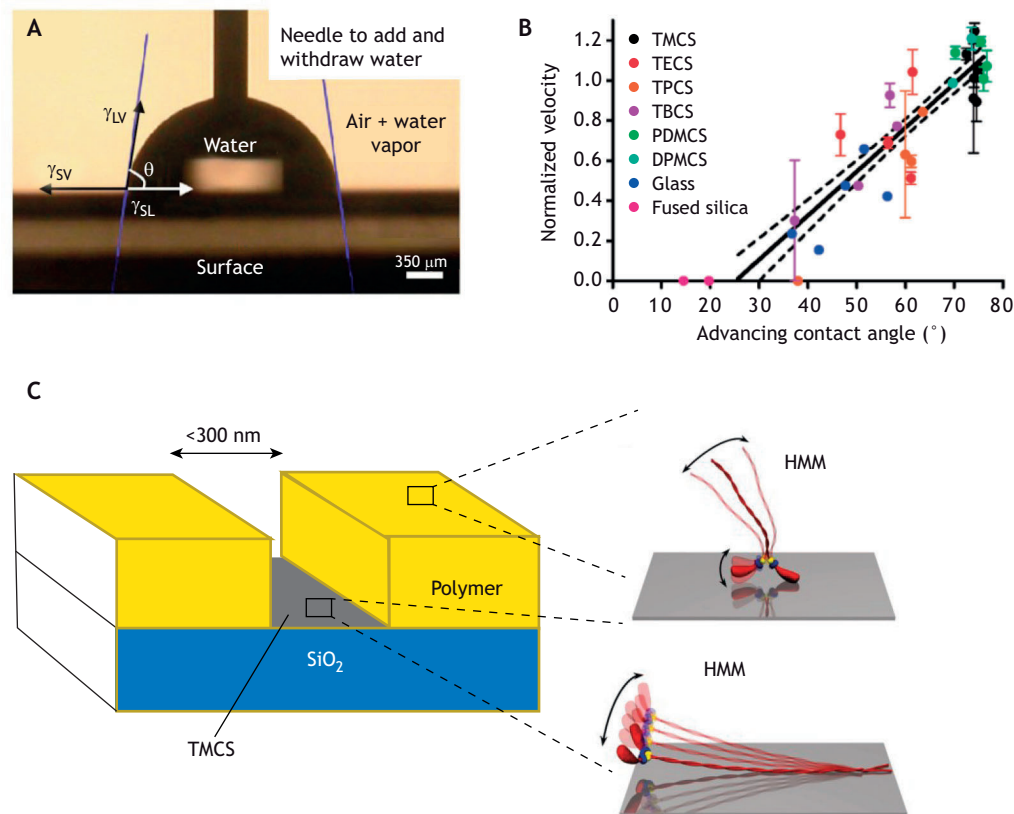 A
Needle to add and
withdraw water
γLV
Air + water
vapor
Water
θ
γSV
γSL
Surface
350 μm
B
Normalized velocity
1.2
1.0
0.8
0.6
0.4
0.2
0.0
TMCS
TECS
TPCS
TBCS
PDMCS
DPMCS
Glass
Fused silica
0 10 20 30 40 50 60 70 80
Advancing contact angle (°)
C
<300 nm
HMM
Polymer
SiO₂
HMM
TMCS